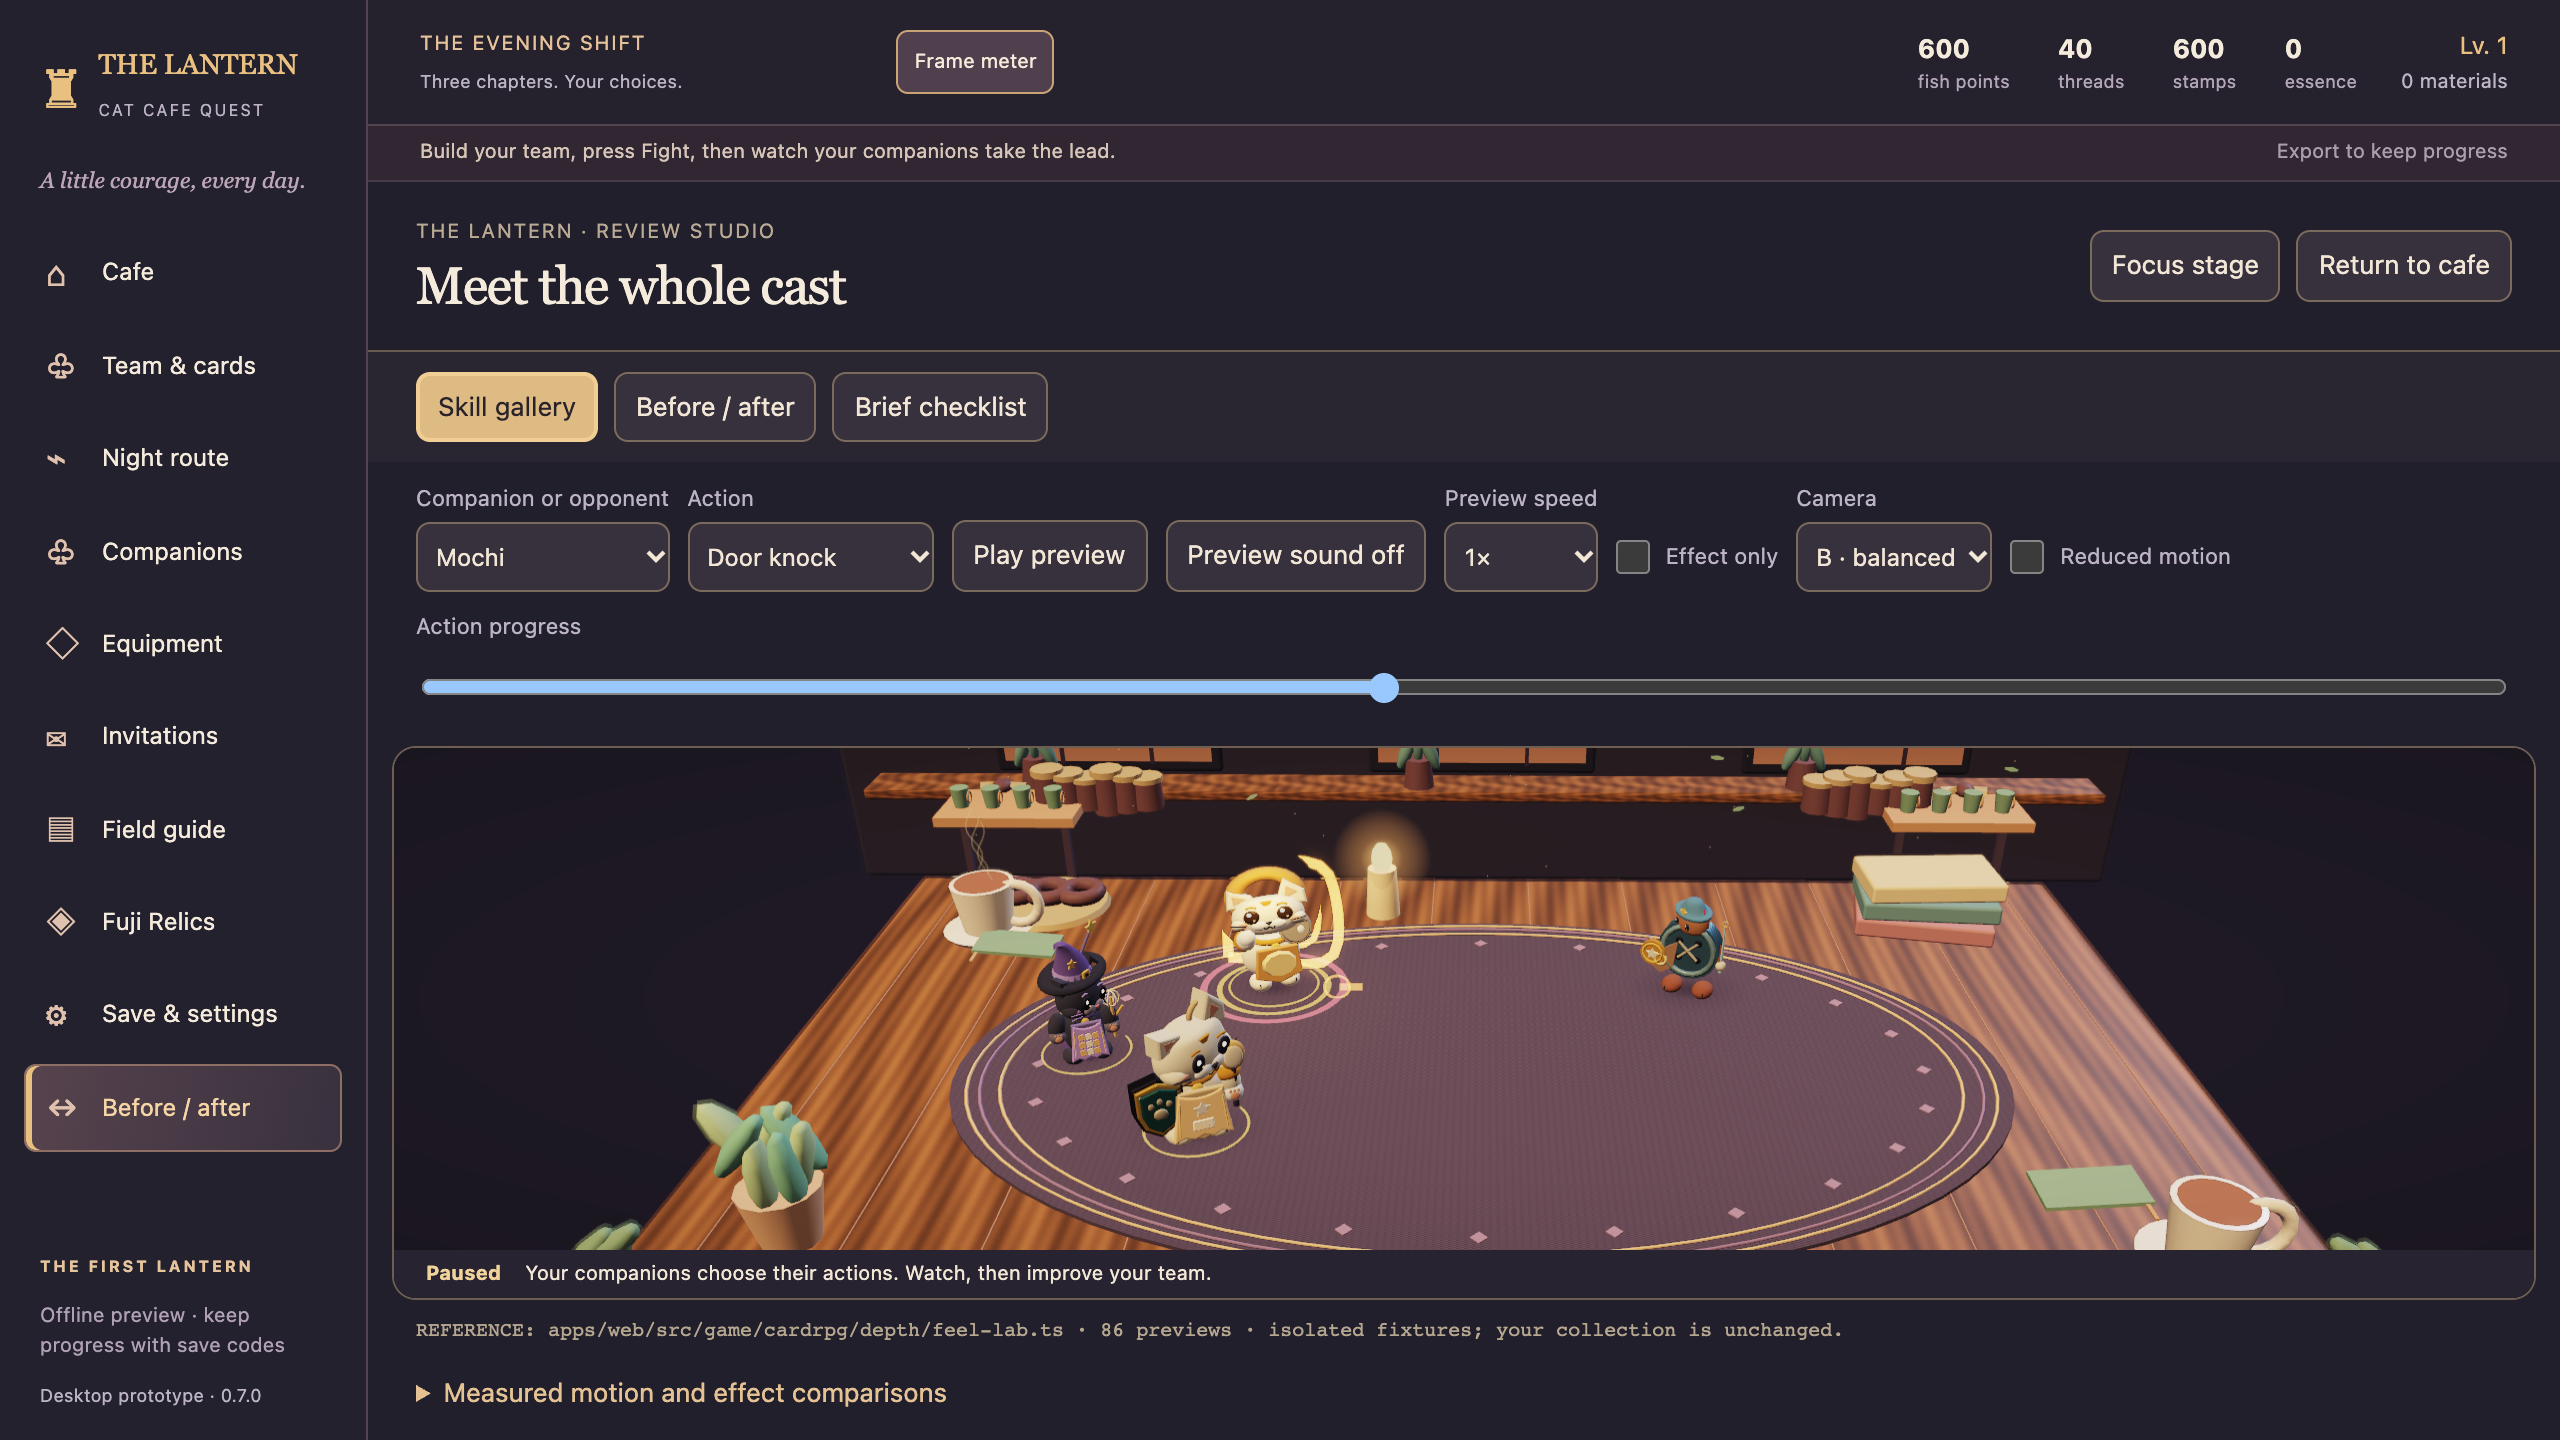 THE LANTERN
CAT CAFE QUEST
A little courage, every day.
Cafe
Team & cards
Night route
Companions
Equipment
Invitations
Field guide
Fuji Relics
Save & settings
Before / after
THE FIRST LANTERN
Offline preview · keep
progress with save codes
Desktop prototype · 0.7.0
THE EVENING SHIFT
Three chapters. Your choices.
Frame meter
600 fish points
40 threads
600 stamps
0 essence
Lv. 1
0 materials
Build your team, press Fight, then watch your companions take the lead.
Export to keep progress
THE LANTERN · REVIEW STUDIO
Meet the whole cast
Focus stage
Return to cafe
Skill gallery
Before / after
Brief checklist
Companion or opponent
Mochi
Action
Door knock
Play preview
Preview sound off
Preview speed
1×
Effect only
Camera
B · balanced
Reduced motion
Action progress
Paused Your companions choose their actions. Watch, then improve your team.
REFERENCE: apps/web/src/game/cardrpg/depth/feel-lab.ts · 86 previews · isolated fixtures; your collection is unchanged.
Measured motion and effect comparisons